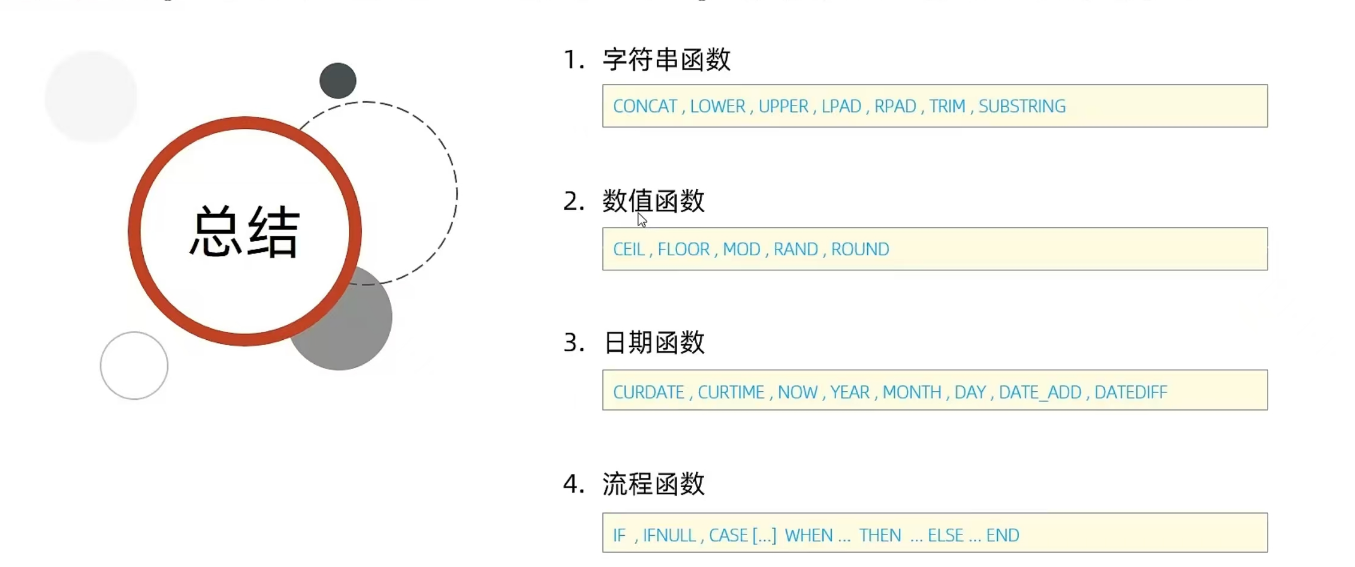 总结
1. 字符串函数
CONCAT , LOWER , UPPER , LPAD , RPAD , TRIM , SUBSTRING
2. 数值函数
CEIL , FLOOR , MOD , RAND , ROUND
3. 日期函数
CURDATE , CURTIME , NOW , YEAR , MONTH , DAY , DATE_ADD , DATEDIFF
4. 流程函数
IF , IFNULL , CASE [...] WHEN ... THEN ... ELSE ... END